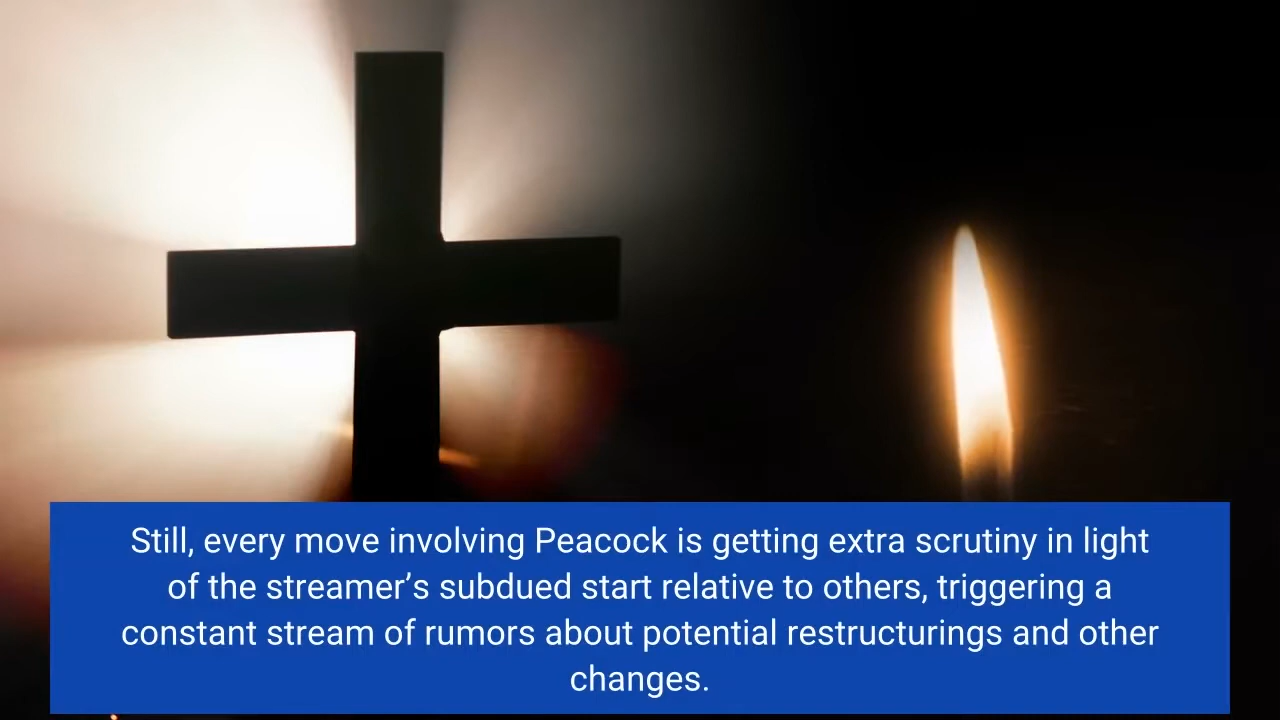 Still, every move involving Peacock is getting extra scrutiny in light
of the streamer’s subdued start relative to others, triggering a
constant stream of rumors about potential restructurings and other
changes.